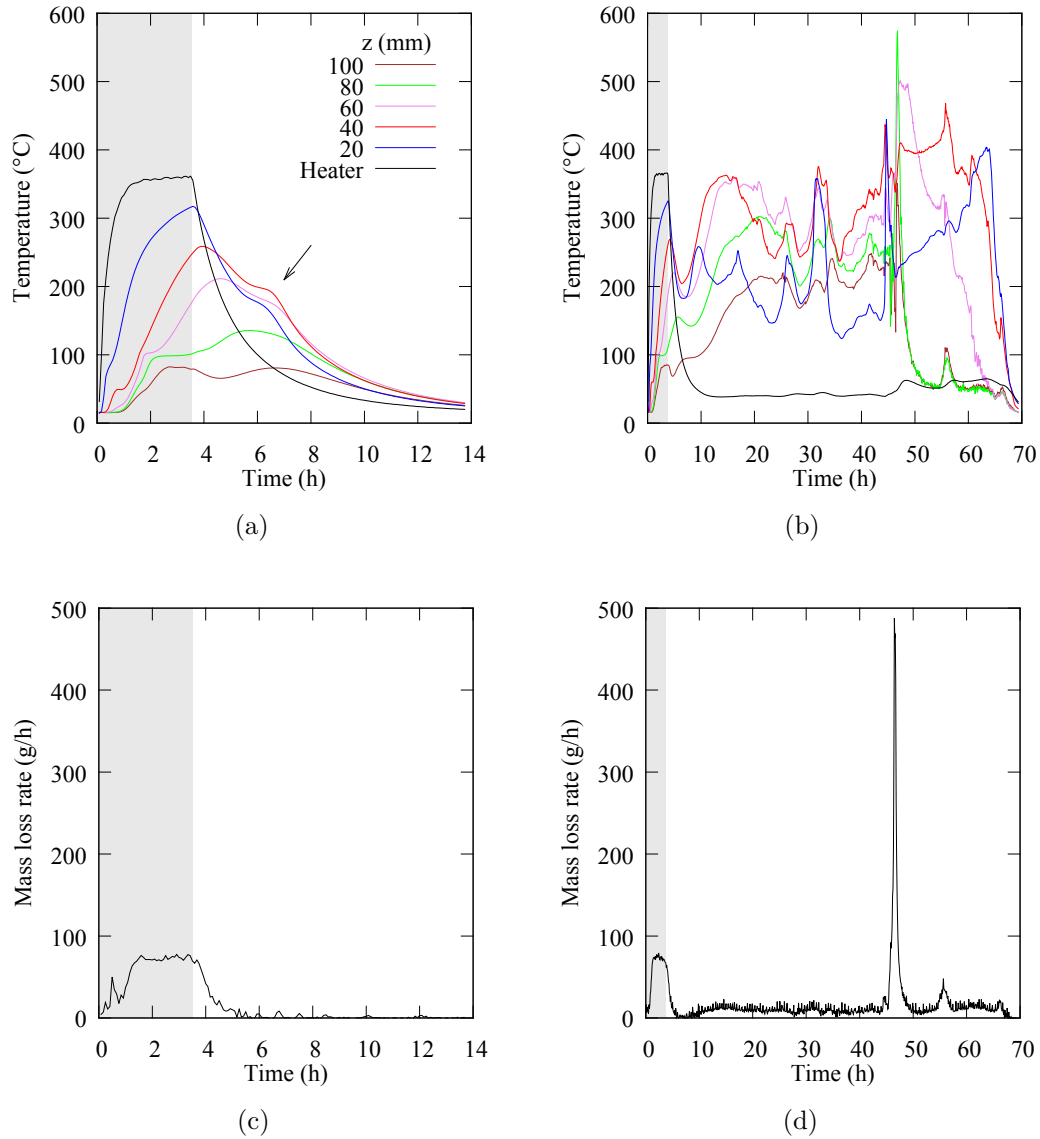 600
500
400
300
200
100
0
Temperature (°C)
0 2 4 6 8 10 12 14
Time (h)
z (mm)
100
80
60
40
20
Heater
(a)
600
500
400
300
200
100
0
Temperature (°C)
0 10 20 30 40 50 60 70
Time (h)
(b)
500
400
300
200
100
0
Mass loss rate (g/h)
0 2 4 6 8 10 12 14
Time (h)
(c)
500
400
300
200
100
0
Mass loss rate (g/h)
0 10 20 30 40 50 60 70
Time (h)
(d)